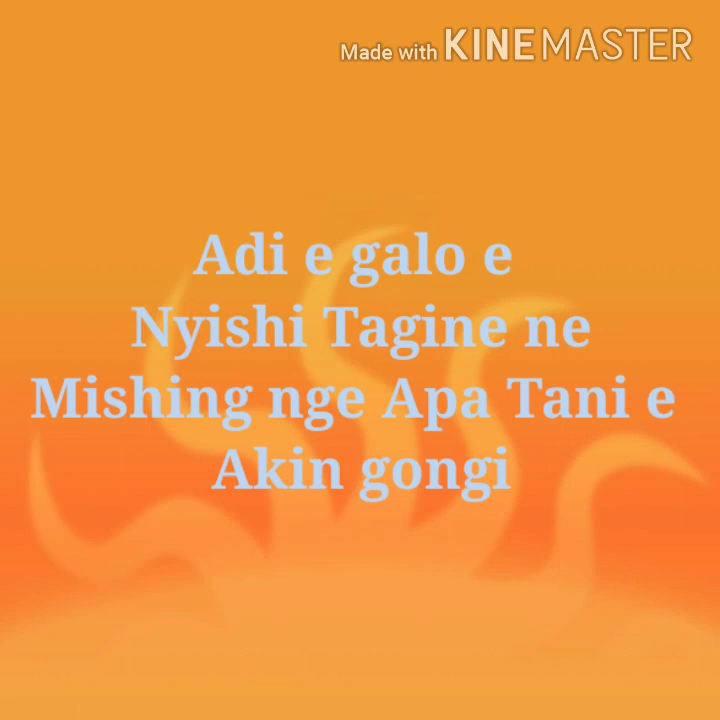 Made with KINEMASTER
Adi e galo e
Nyishi Tagine ne
Mishing nge Apa Tani e
Akin gongi